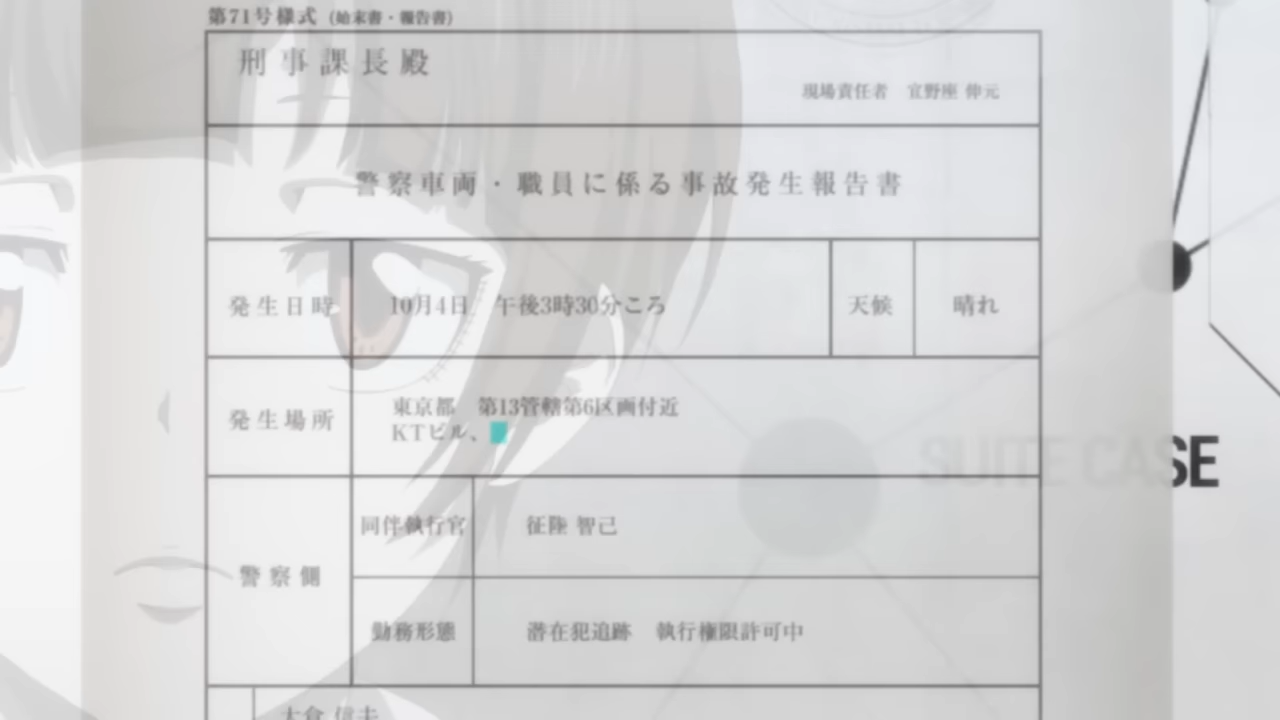 第71号様式 (始末書・報告書)
刑事課長殿
現場責任者 宜野座 伸元
警察車両・職員に係る事故発生報告書
発生日時 10月4日 午後3時30分ころ 天候 晴れ
発生場所 東京都 第13管轄第6区画付近
KTビル、
警察側
同伴執行官 征陸 智己
勤務形態 潜在犯追跡 執行権限許可中
大倉 信夫
SUITE CASE